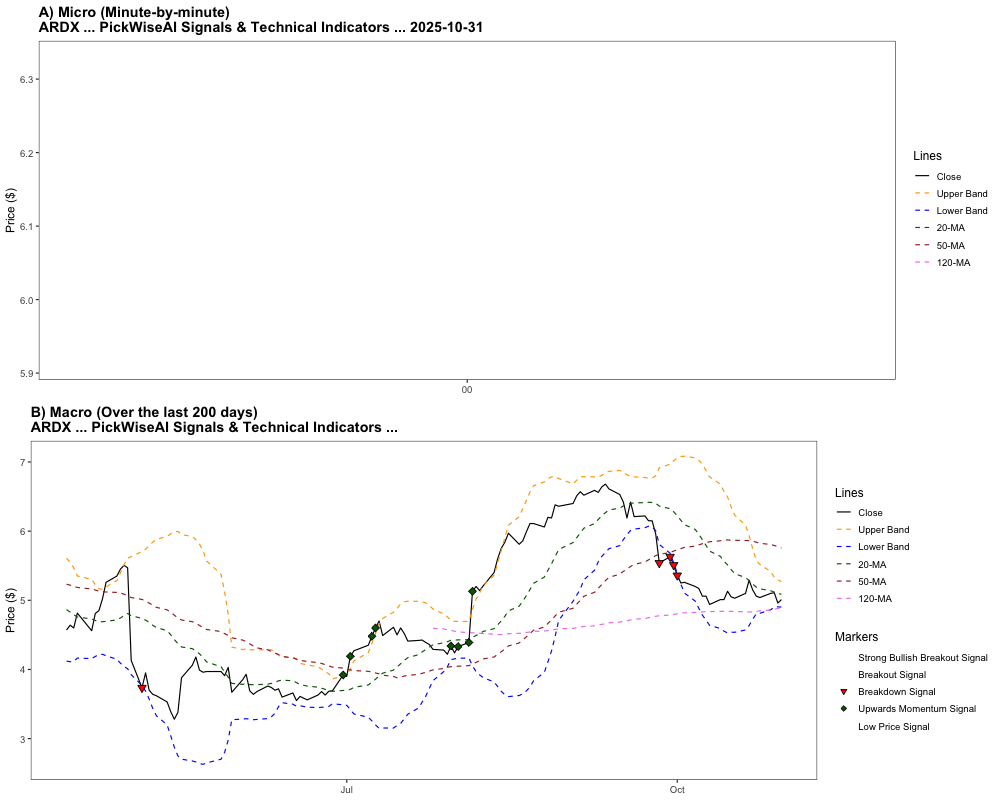 A) Micro (Minute-by-minute)
ARDX ... PickWiseAI Signals & Technical Indicators ... 2025-10-31
Price ($)
6.3
6.2
6.1
6.0
5.9
00
Lines
Close
Upper Band
Lower Band
20-MA
50-MA
120-MA
B) Macro (Over the last 200 days)
ARDX ... PickWiseAI Signals & Technical Indicators ...
Price ($)
7
6
5
4
3
Jul
Oct
Lines
Close
Upper Band
Lower Band
20-MA
50-MA
120-MA
Markers
Strong Bullish Breakout Signal
Breakout Signal
Breakdown Signal
Upwards Momentum Signal
Low Price Signal